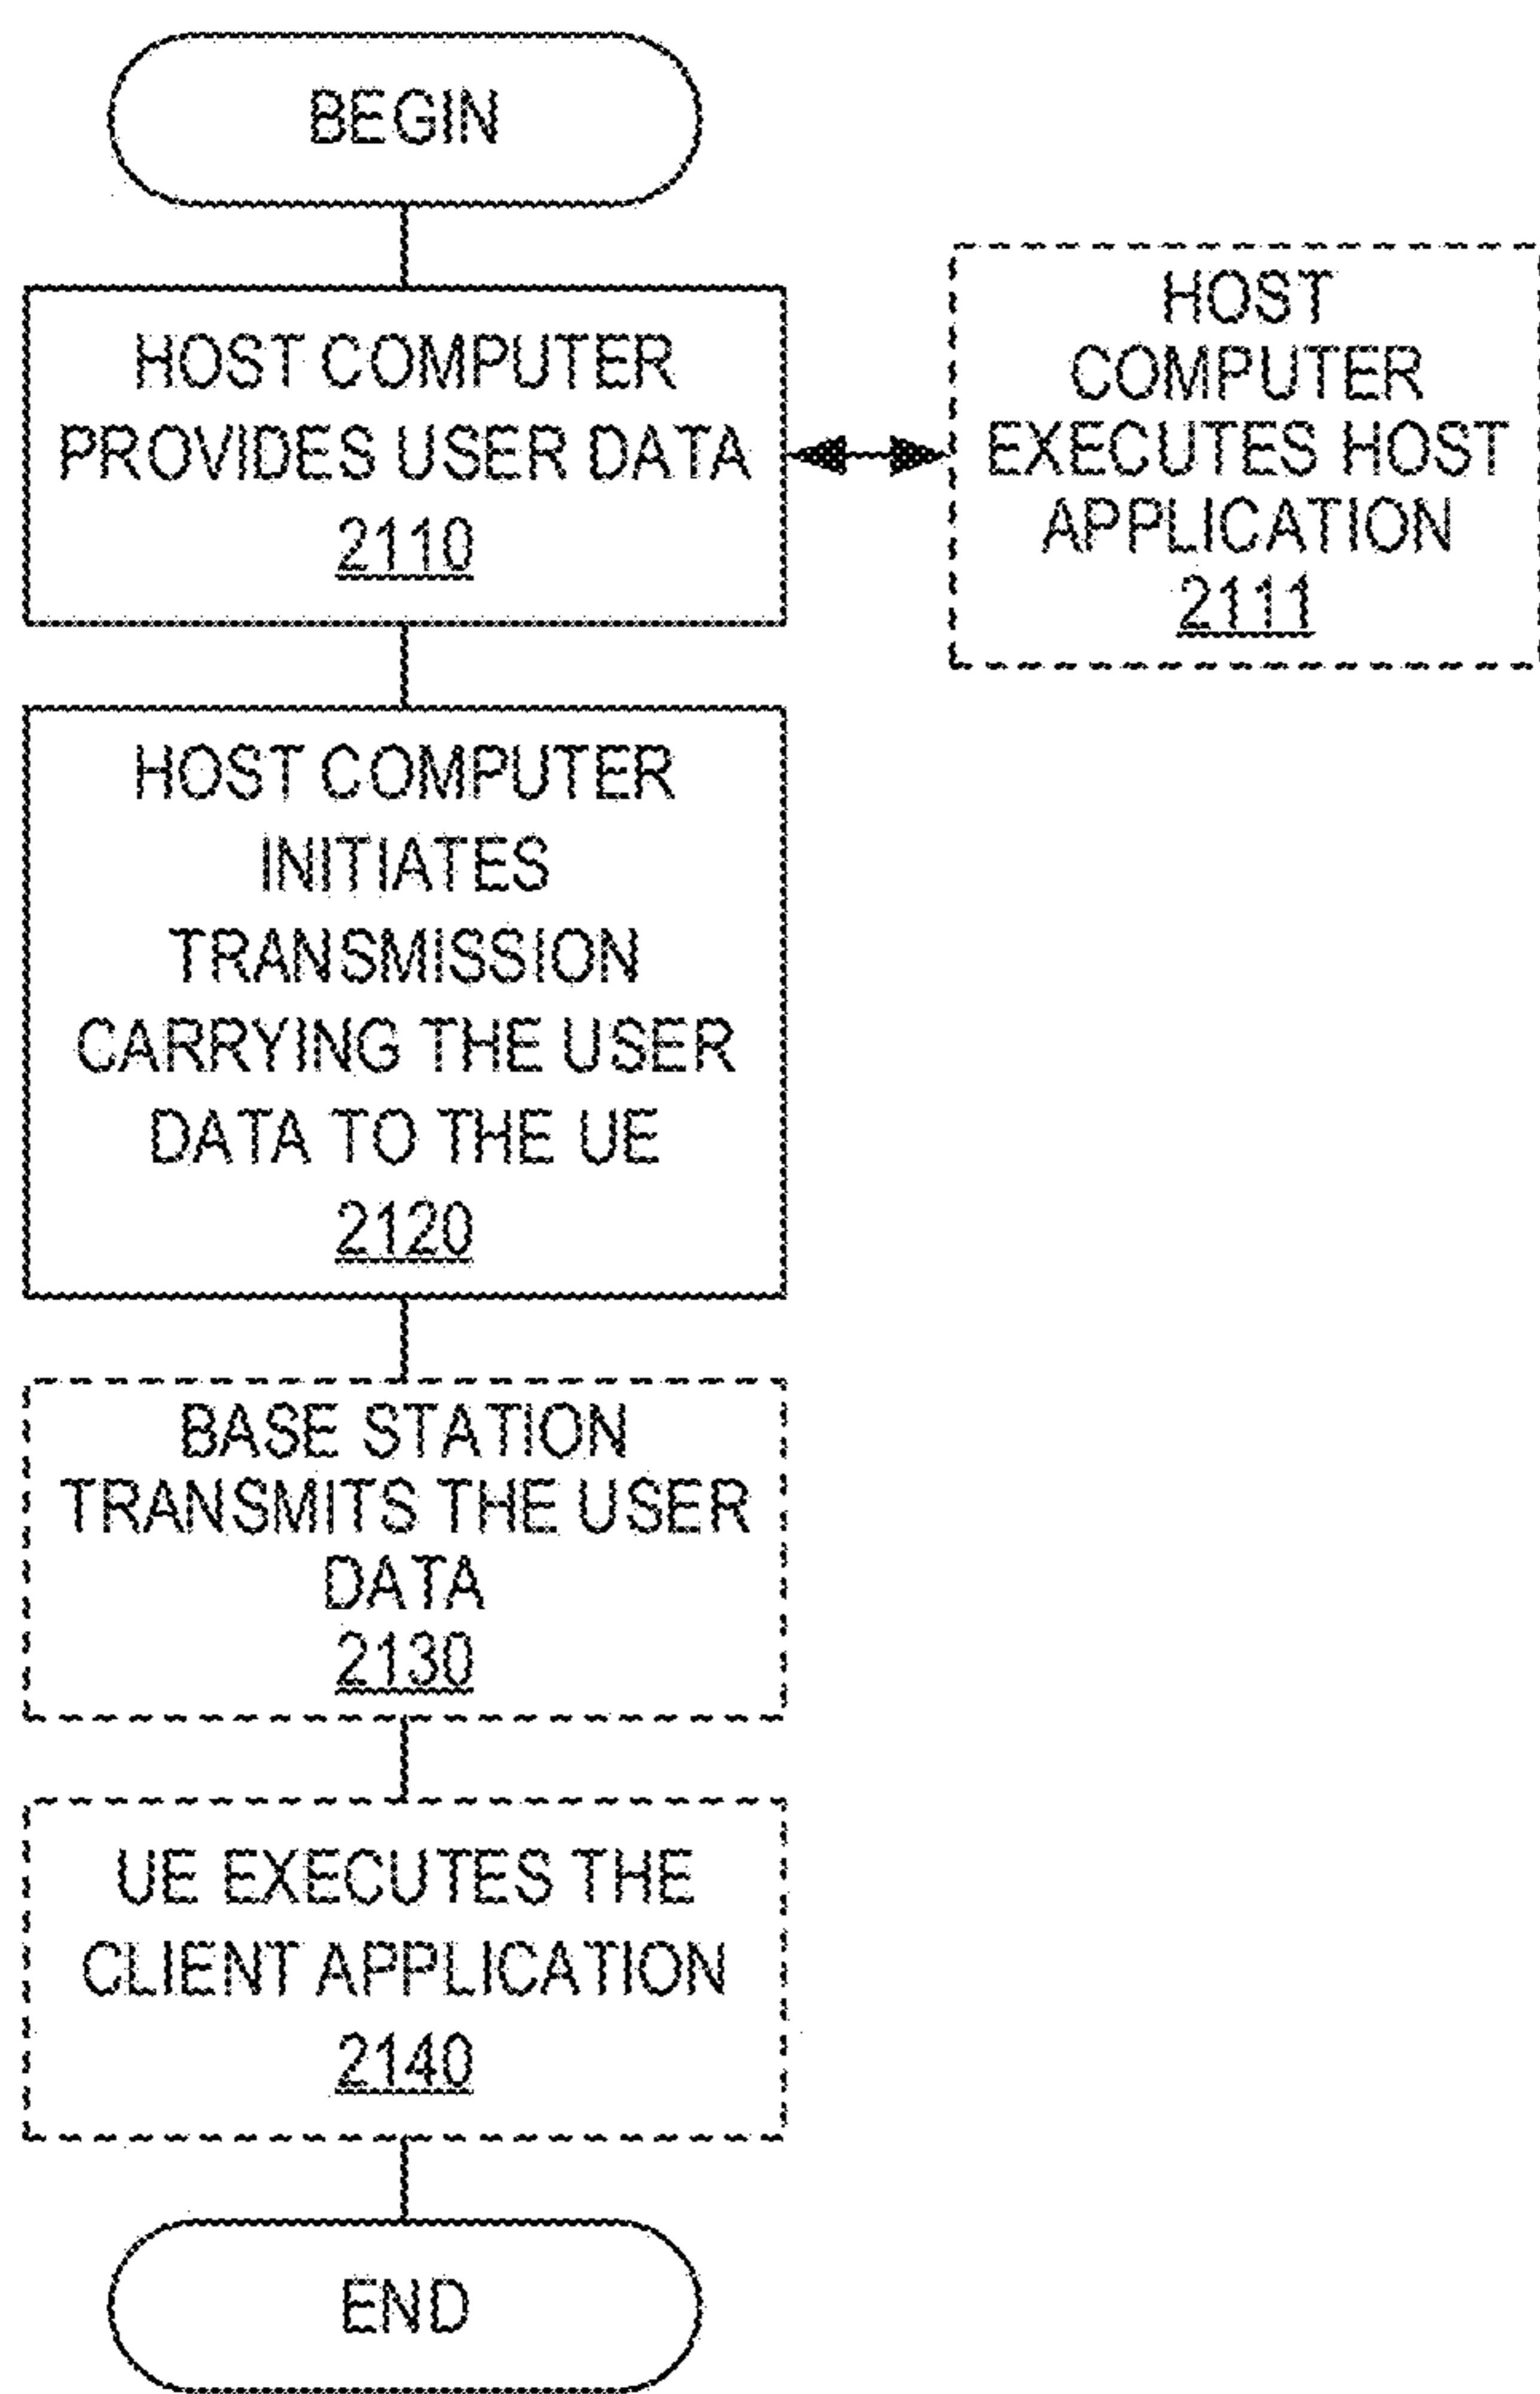 BEGIN
HOST COMPUTER
PROVIDES USER DATA
2110
HOST
COMPUTER
EXECUTES HOST
APPLICATION
2111
HOST COMPUTER
INITIATES
TRANSMISSION
CARRYING THE USER
DATA TO THE UE
2120
BASE STATION
TRANSMITS THE USER
DATA
2130
UE EXECUTES THE
CLIENT APPLICATION
2140
END